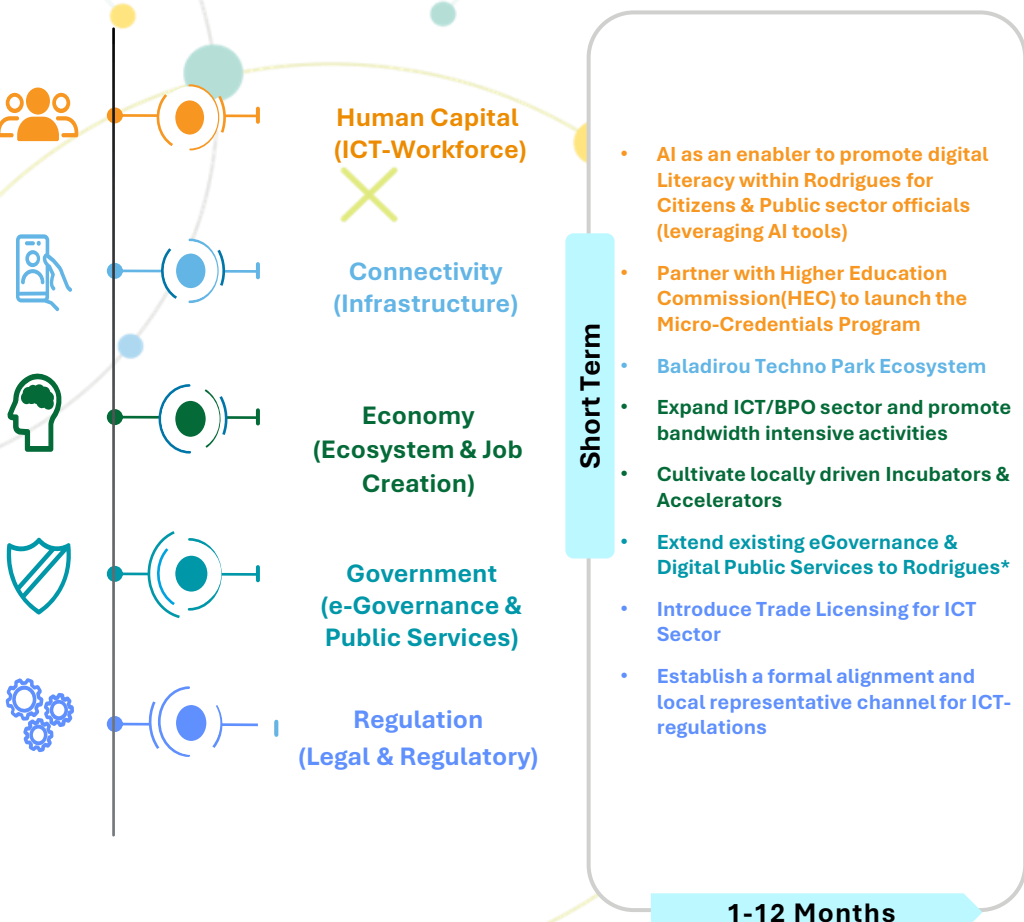 Human Capital
(ICT-Workforce)
Connectivity
(Infrastructure)
Economy
(Ecosystem & Job
Creation)
Government
(e-Governance &
Public Services)
Regulation
(Legal & Regulatory)
Short Term
• AI as an enabler to promote digital
Literacy within Rodrigues for
Citizens & Public sector officials
(leveraging AI tools)
• Partner with Higher Education
Commission(HEC) to launch the
Micro-Credentials Program
• Baladirou Techno Park Ecosystem
• Expand ICT/BPO sector and promote
bandwidth intensive activities
• Cultivate locally driven Incubators &
Accelerators
• Extend existing eGovernance &
Digital Public Services to Rodrigues*
• Introduce Trade Licensing for ICT
Sector
• Establish a formal alignment and
local representative channel for ICT-
regulations
1-12 Months